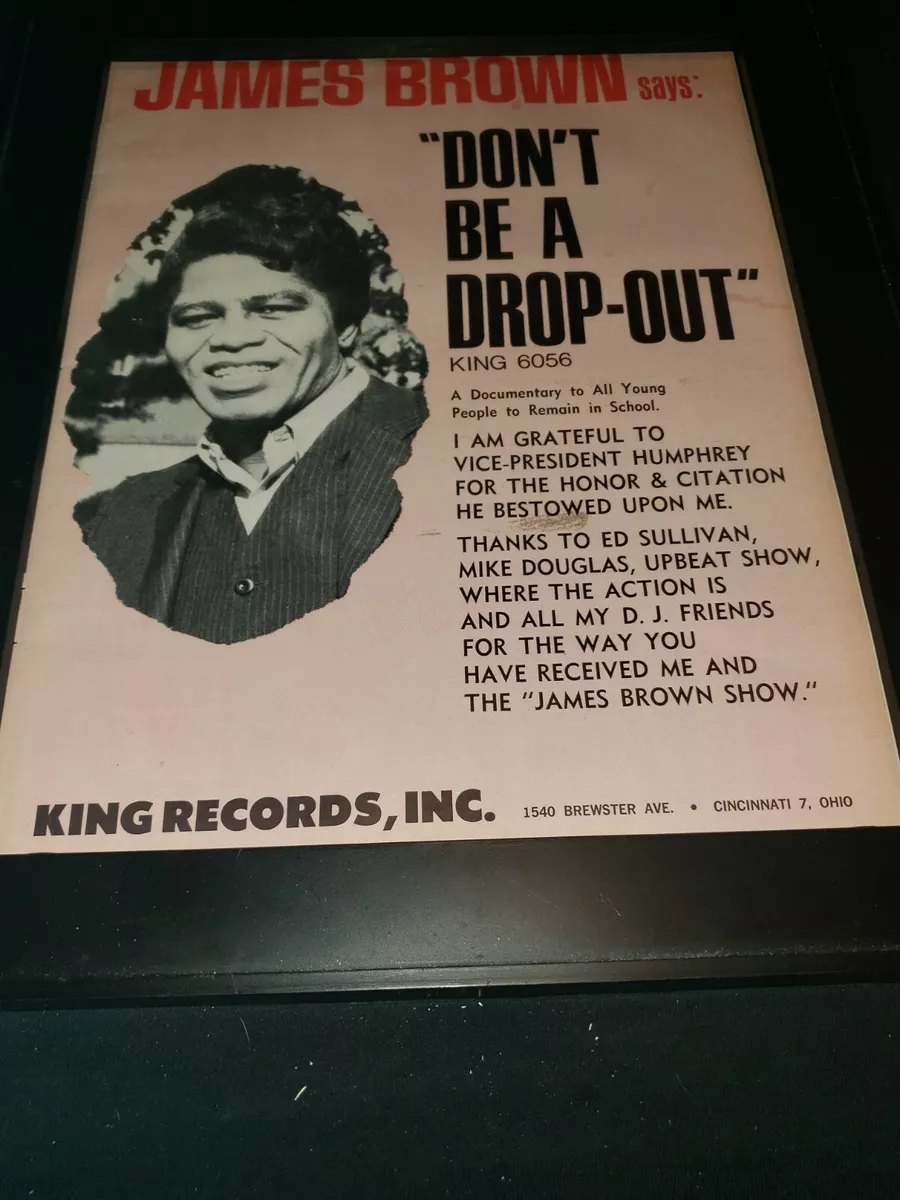 JAMES BROWN says:
"DON'T
BE A
DROP-OUT"
KING 6056
A Documentary to All Young
People to Remain in School.
I AM GRATEFUL TO
VICE-PRESIDENT HUMPHREY
FOR THE HONOR & CITATION
HE BESTOWED UPON ME.
THANKS TO ED SULLIVAN,
MIKE DOUGLAS, UPBEAT SHOW,
WHERE THE ACTION IS
AND ALL MY D. J. FRIENDS
FOR THE WAY YOU
HAVE RECEIVED ME AND
THE "JAMES BROWN SHOW."
KING RECORDS, INC. 1540 BREWSTER AVE. • CINCINNATI 7, OHIO